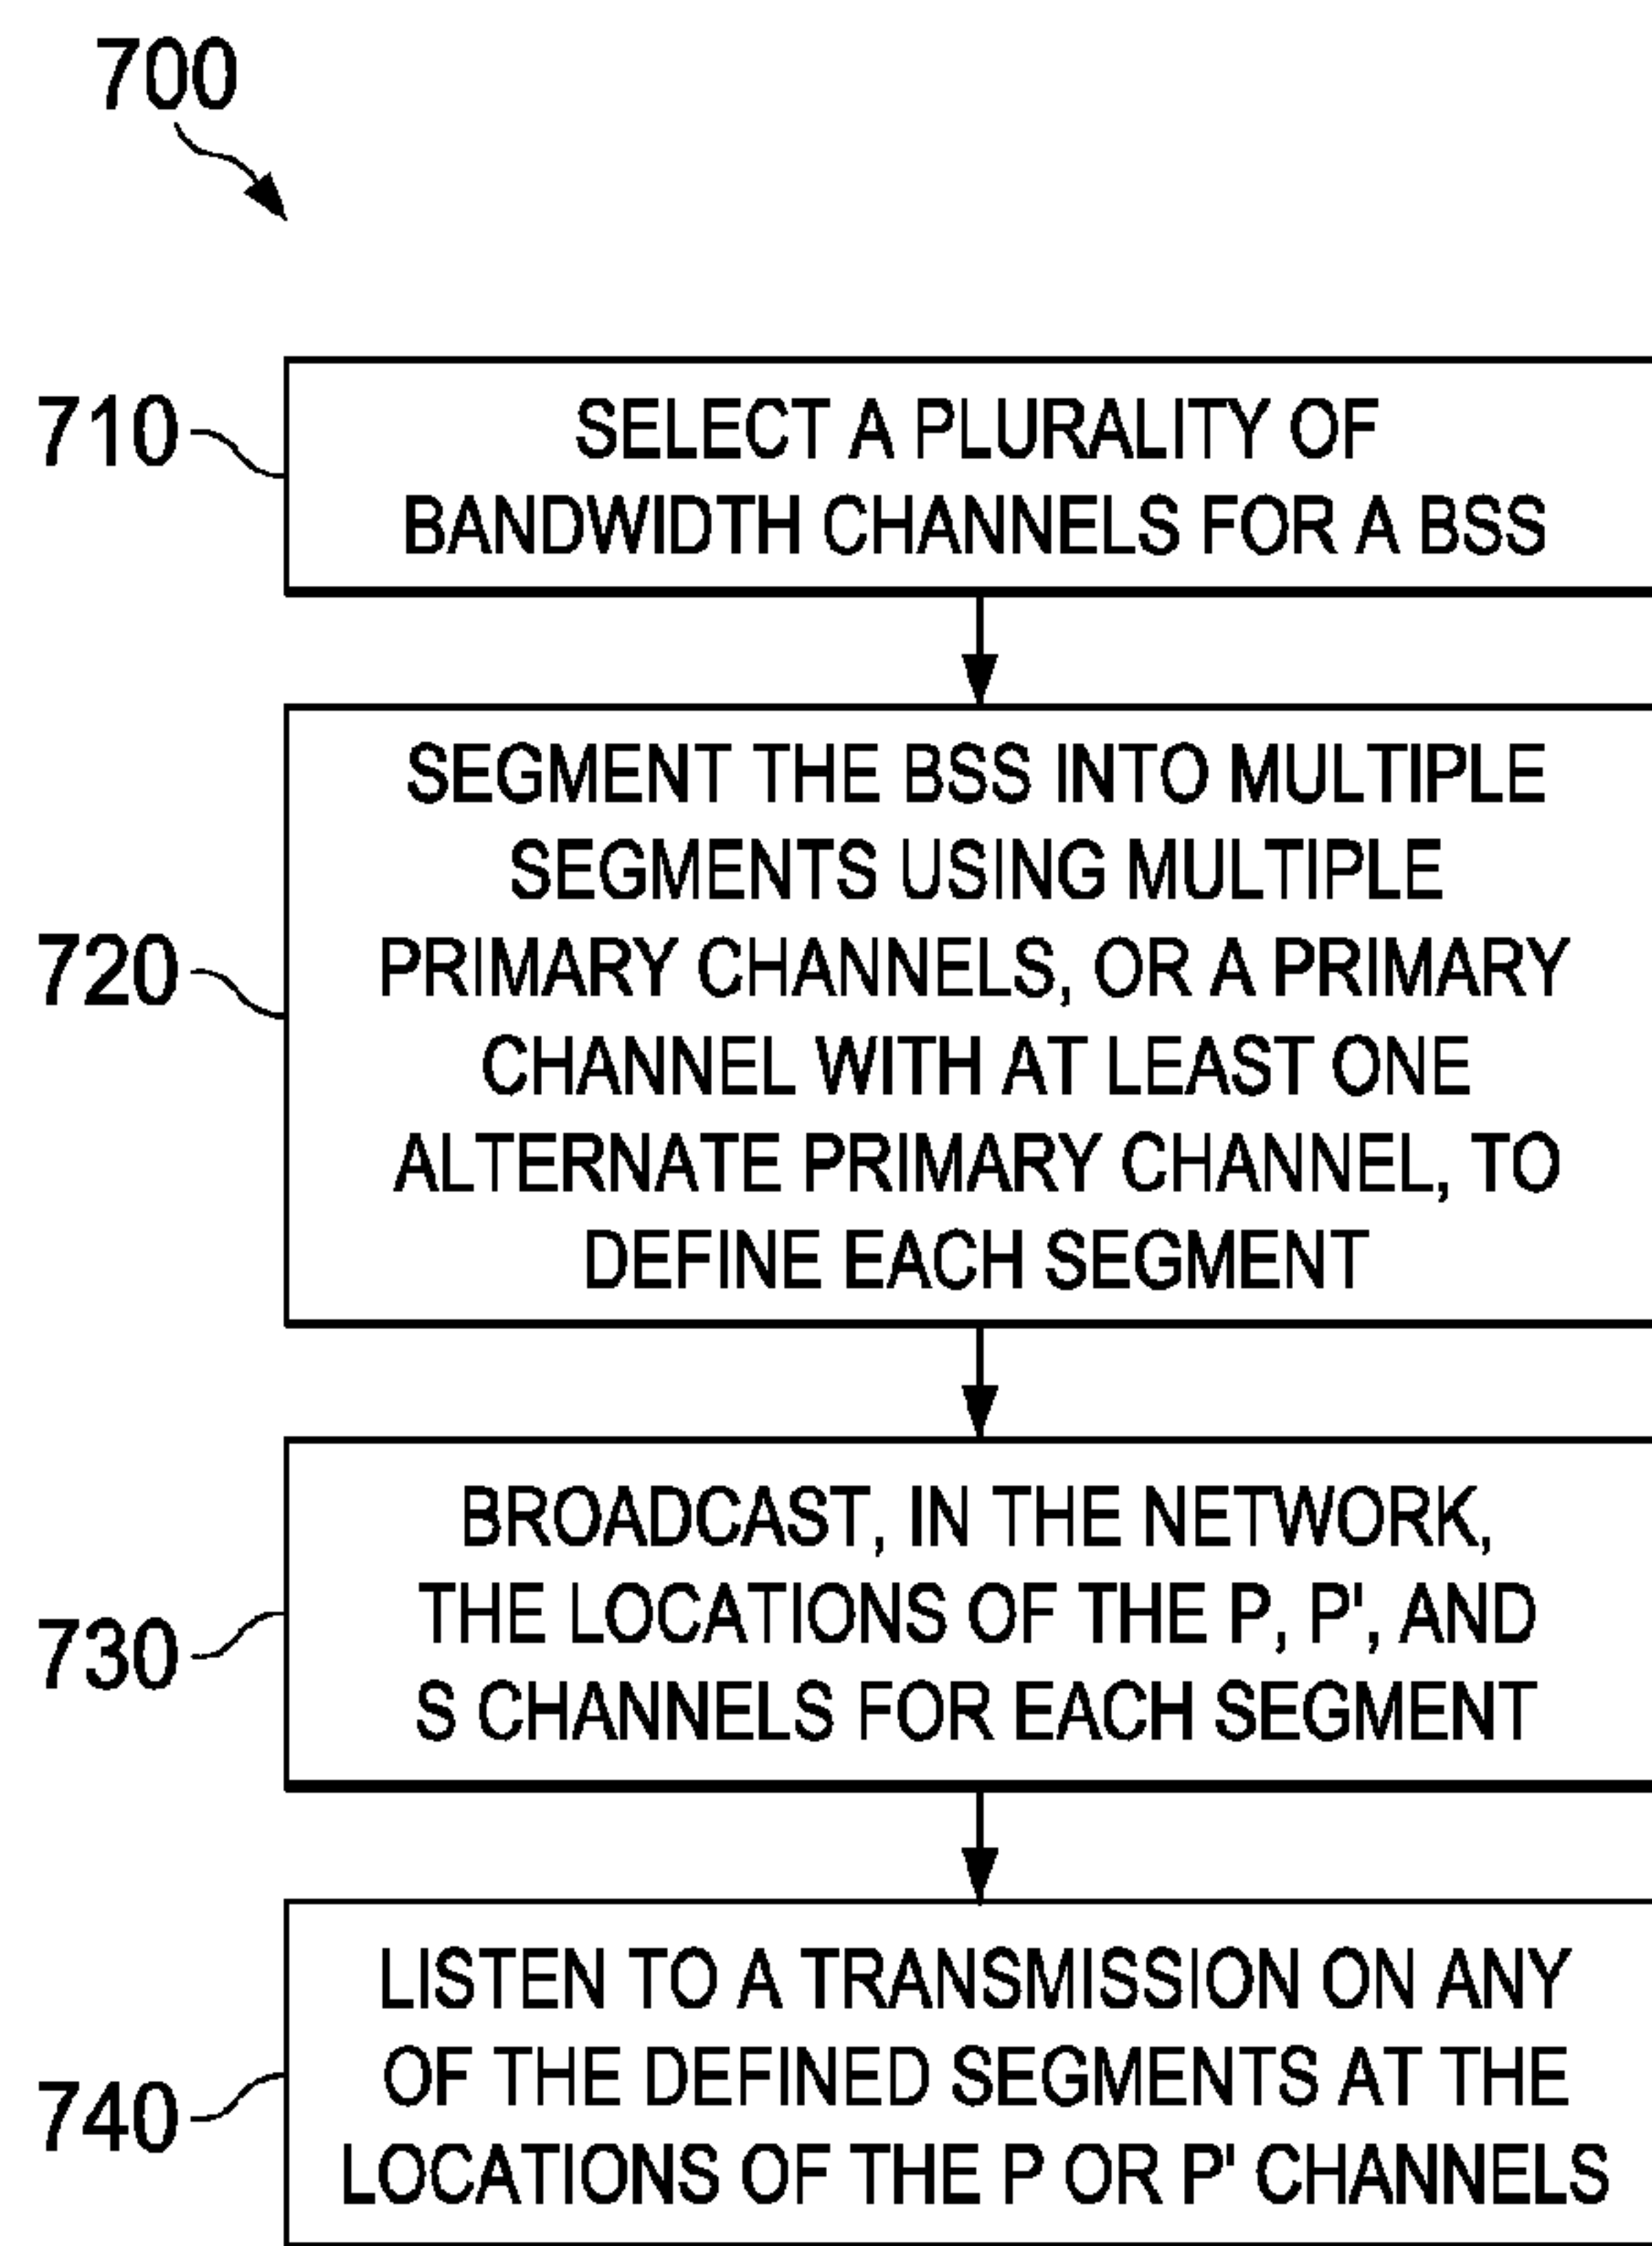 700
710
SELECT A PLURALITY OF
BANDWIDTH CHANNELS FOR A BSS
720
SEGMENT THE BSS INTO MULTIPLE
SEGMENTS USING MULTIPLE
PRIMARY CHANNELS, OR A PRIMARY
CHANNEL WITH AT LEAST ONE
ALTERNATE PRIMARY CHANNEL, TO
DEFINE EACH SEGMENT
730
BROADCAST, IN THE NETWORK,
THE LOCATIONS OF THE P, P', AND
S CHANNELS FOR EACH SEGMENT
740
LISTEN TO A TRANSMISSION ON ANY
OF THE DEFINED SEGMENTS AT THE
LOCATIONS OF THE P OR P' CHANNELS